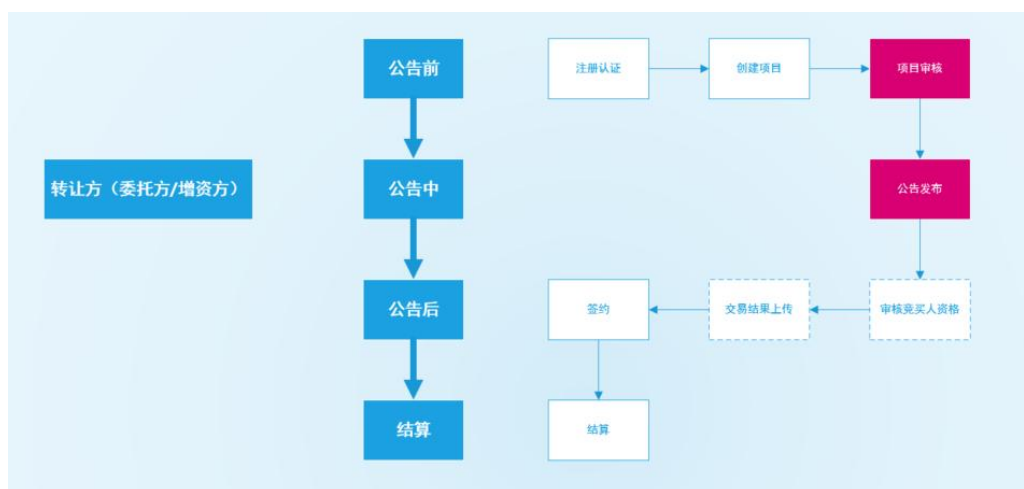 公告前
注册认证
创建项目
项目审核
转让方（委托方/增资方）
公告中
公告发布
公告后
签约
交易结果上传
审核竞买人资格
结算
结算